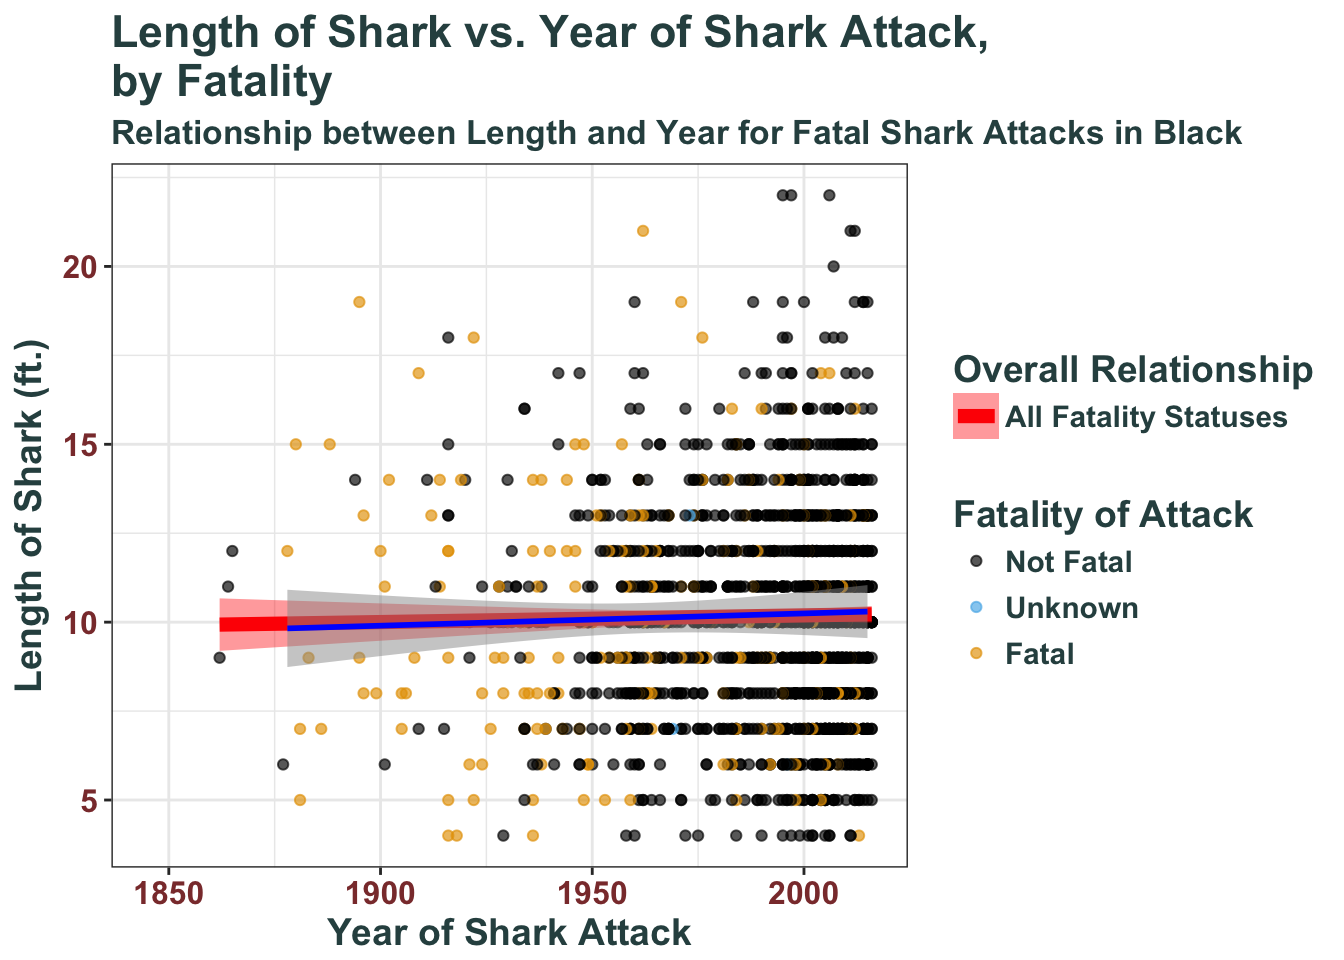 Length of Shark vs. Year of Shark Attack,
by Fatality
Relationship between Length and Year for Fatal Shark Attacks in Black
Length of Shark (ft.)
20
15
10
5
1850 1900 1950 2000
Year of Shark Attack
Overall Relationship
All Fatality Statuses
Fatality of Attack
Not Fatal
Unknown
Fatal